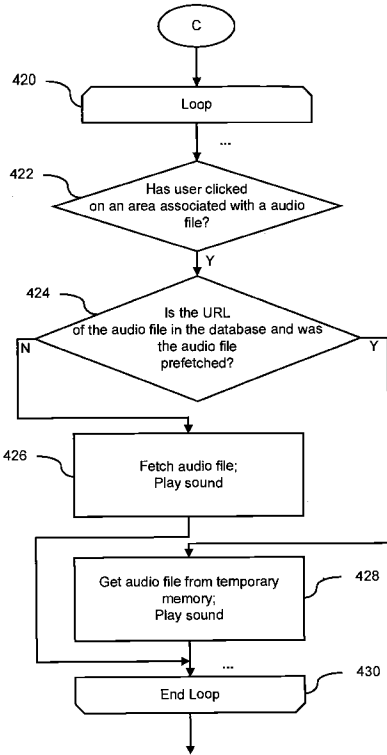 C
420
Loop
...
422
Has user clicked
on an area associated with a audio
file?
Y
424
Is the URL
of the audio file in the database and was
the audio file
prefetched?
N
Y
426
Fetch audio file;
Play sound
Get audio file from temporary
memory;
Play sound
428
...
430
End Loop